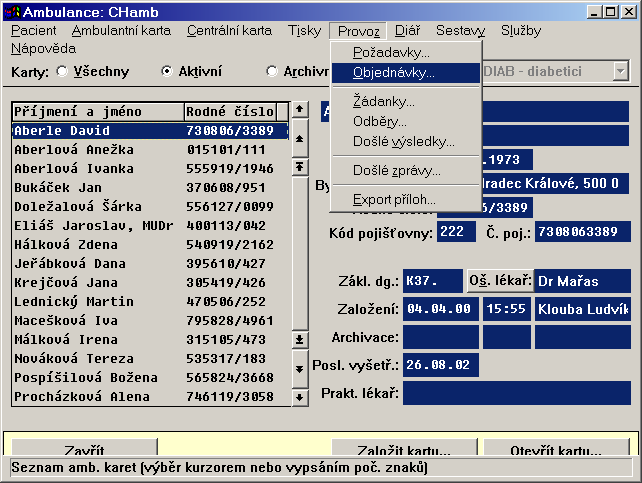 Ambulance: CHamb
Pacient Ambulantní karta Centrální karta Tisky Provoz Diář Sestavy Služby
Nápověda
Karty: Všechny Aktivní Archivn DIAB - diabetici
Požadavky...
Objednávky...
Žádanky...
Odběry...
Došlé výsledky...
Došlé zprávy...
Export příloh...
Příjmení a jméno Rodné číslo
Aberle David 730806/3389
Aberlová Anežka 015101/111
Aberlová Ivanka 555919/1946
Bukáček Jan 370608/951
Doležalová Šárka 556127/0099
Eliáš Jaroslav, MUDr 400113/042
Hálková Zdena 540919/2162
Jeřábková Dana 395610/427
Krejčová Jana 305419/426
Lednický Martin 470506/252
Macešková Iva 795828/4961
Málková Irena 315105/473
Nováková Tereza 535317/183
Pospíšilová Božena 565824/3668
Procházková Alena 746119/3058
.1973
By radec Králové, 500 0
6/3389
Kód pojišťovny: 222 Č. poj.: 7308063389
Zákl. dg.: K37. Oš. lékař: Dr Mařas
Založení: 04.04.00 15:55 Klouba Ludvík
Archivace:
Posl. vyšetř.: 26.08.02
Prakt. lékař:
Zavřít Založit kartu... Otevřít kartu...
Seznam amb. karet (výběr kurzorem nebo vypsáním poč. znaků)